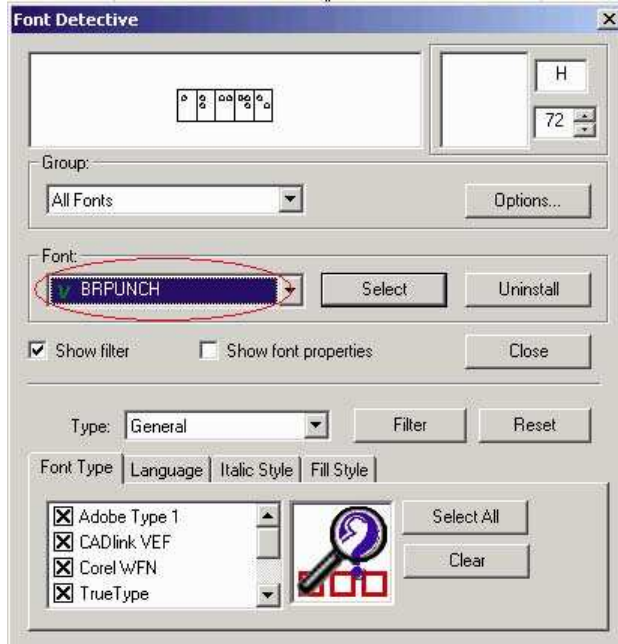 Font Detective
H
72
Group:
All Fonts
Options...
Font:
BRPUNCH
Select
Uninstall
Show filter
Show font properties
Close
Type: General
Filter
Reset
Font Type Language Italic Style Fill Style
Adobe Type 1
CADlink VEF
Corel WFN
TrueType
Select All
Clear